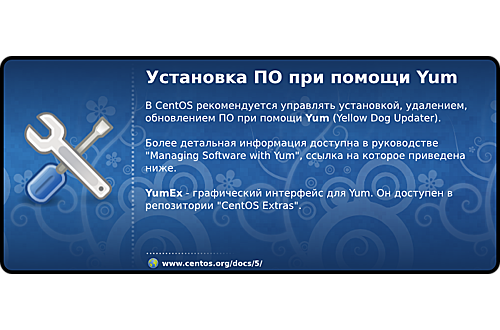 Установка ПО при помощи Yum
В CentOS рекомендуется управлять установкой, удалением,
обновлением ПО при помощи Yum (Yellow Dog Updater).
Более детальная информация доступна в руководстве
"Managing Software with Yum", ссылка на которое приведена
ниже.
YumEx - графический интерфейс для Yum. Он доступен в
репозитории "CentOS Extras".
www.centos.org/docs/5/